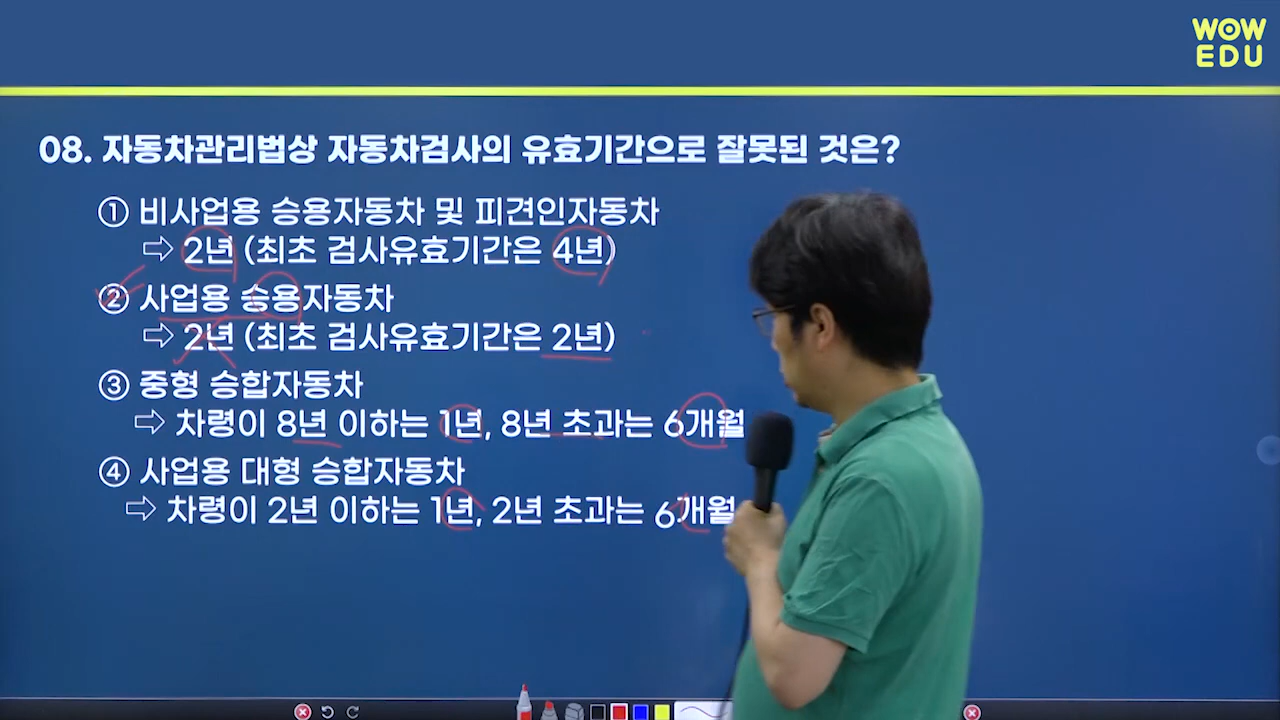 WOW
EDU
08. 자동차관리법상 자동차검사의 유효기간으로 잘못된 것은?
① 비사업용 승용자동차 및 피견인자동차
⇨ 2년 (최초 검사유효기간은 4년)
② 사업용 승용자동차
⇨ 2년 (최초 검사유효기간은 2년)
③ 중형 승합자동차
⇨ 차령이 8년 이하는 1년, 8년 초과는 6개월
④ 사업용 대형 승합자동차
⇨ 차령이 2년 이하는 1년, 2년 초과는 6개월